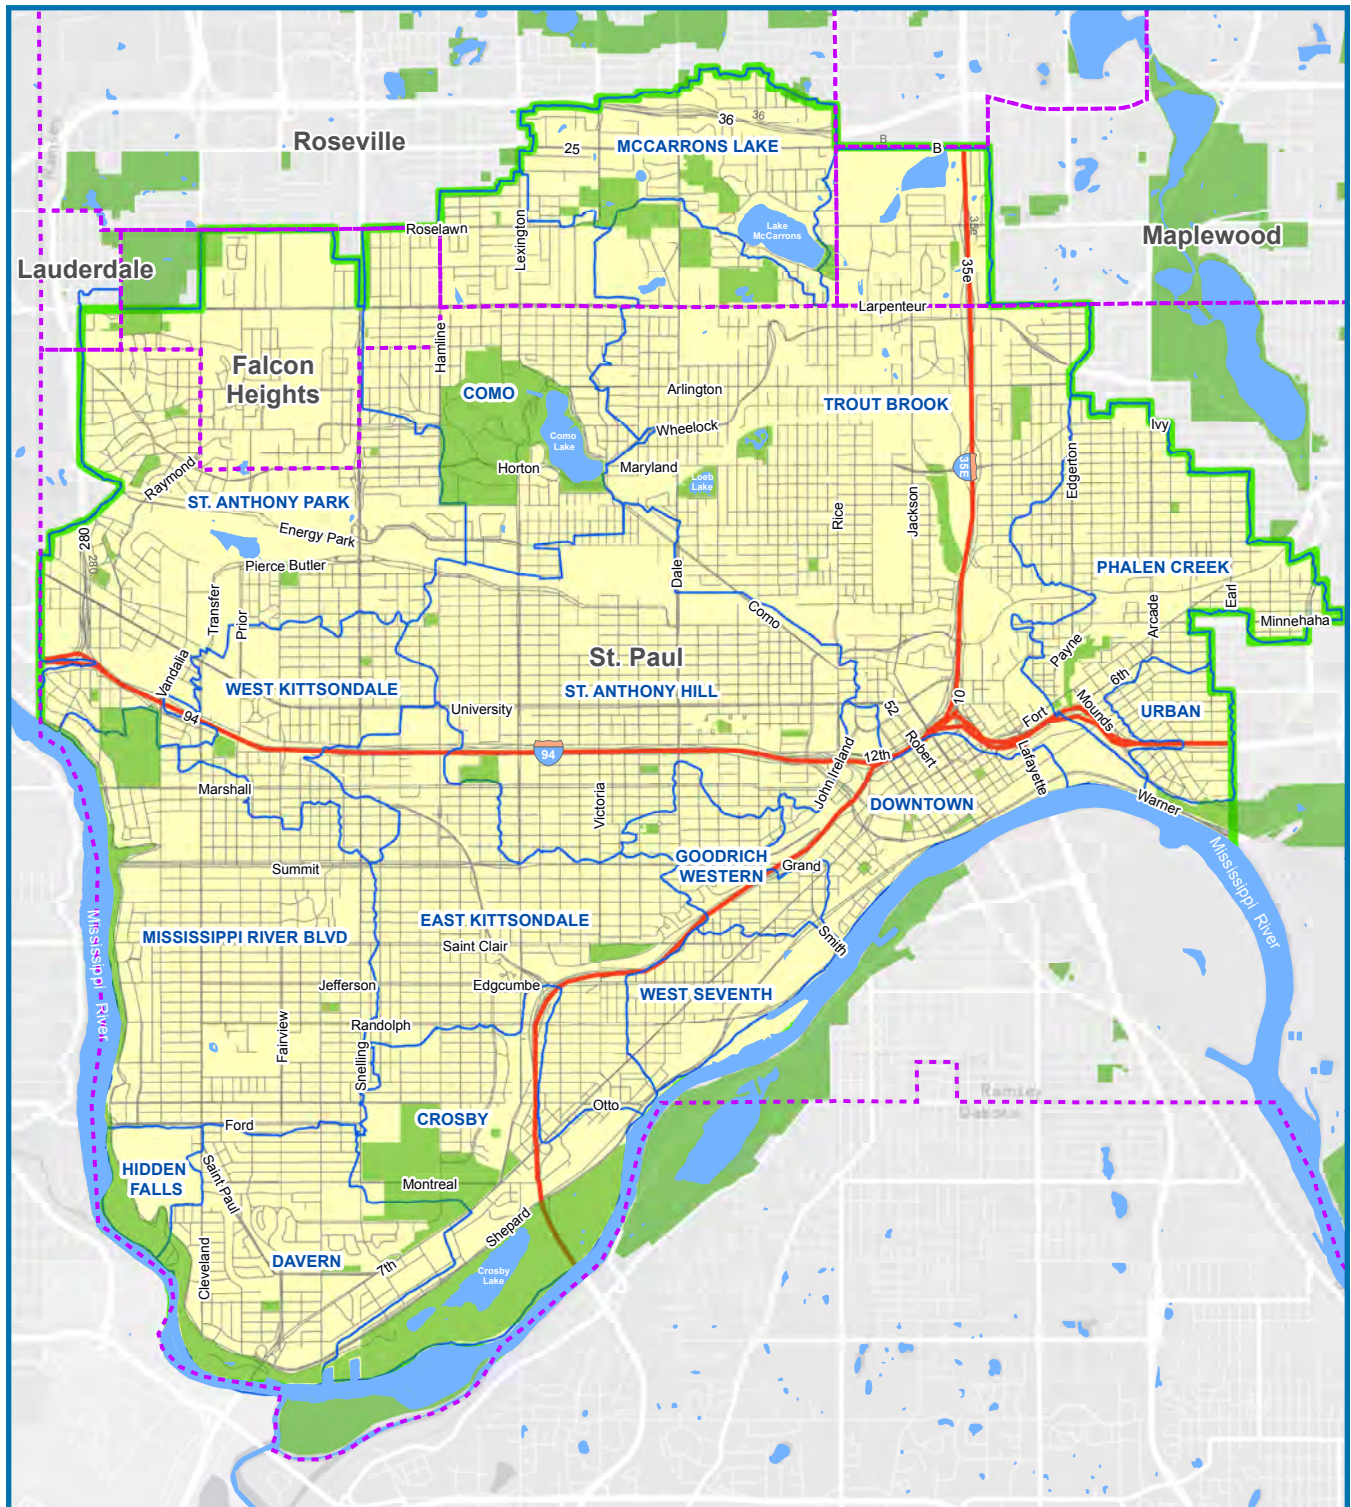 36
36
Roseville
25
MCCARRONS LAKE
B
B
Lake
McCarrons
35e
Roselawn
Lexington
Maplewood
Lauderdale
35e
Larpenteur
Hamline
Falcon
Heights
COMO
Arlington
TROUT BROOK
Wheelock
Ivy
Como
Lake
Horton
Maryland
Loeb
Lake
35E
Edgerton
Raymond
ST. ANTHONY PARK
Rice
Jackson
Energy Park
280
280
Pierce Butler
Dale
PHALEN CREEK
Transfer
Prior
Como
Arcade
Earl
Minnehaha
St. Paul
Payne
Vandalia
WEST KITTSONDALE
ST. ANTHONY HILL
6th
10
University
52
Mounds
URBAN
94
Fort
Robert
94
12th
John Ireland
Lafayette
Marshall
Victoria
DOWNTOWN
Warner
GOODRICH
WESTERN
Grand
Summit
Mississippi River
EAST KITTSONDALE
MISSISSIPPI RIVER BLVD
Saint Clair
Smith
Mississippi River
Jefferson
Edgcumbe
WEST SEVENTH
Fairview
Randolph
Snelling
Ramsey
Dakota
Otto
CROSBY
Ford
HIDDEN
FALLS
Saint Paul
Montreal
Shepard
Cleveland
DAVERN
7th
Crosby
Lake